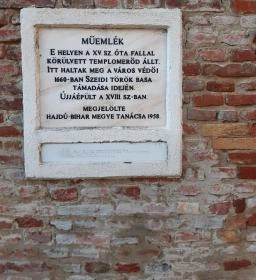 MŰEMLÉK
E HELYEN A XV. SZ. ÓTA FALLAL
KÖRÜLVETT TEMPLOMERŐD ÁLLT.
ITT HALTAK MEG A VÁROS VÉDŐI
1660-BAN SZEIDI TÖRÖK BASA
TÁMADÁSA IDEJÉN.
ÚJJÁÉPÜLT A XVIII SZ-BAN.
MEGJELÖLTE
HAJDÚ-BIHAR MEGYE TANÁCSA 1958.